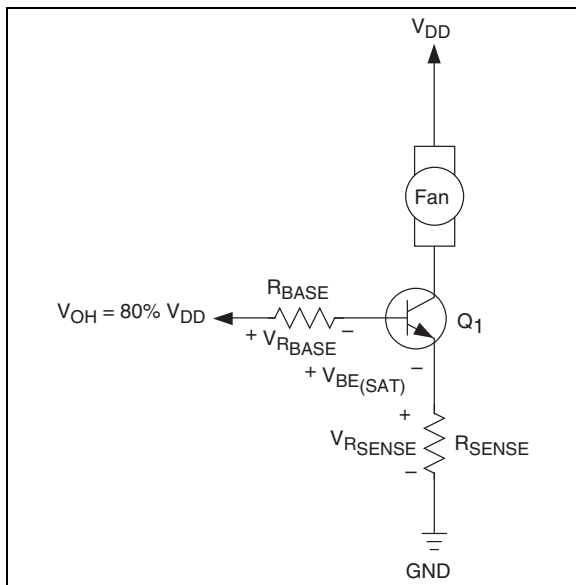 VDD
Fan
RBASE
VOH = 80% VDD
Q1
+ VRBASE –
+ VBE(SAT) –
+
VRSENSE RSENSE
–
GND